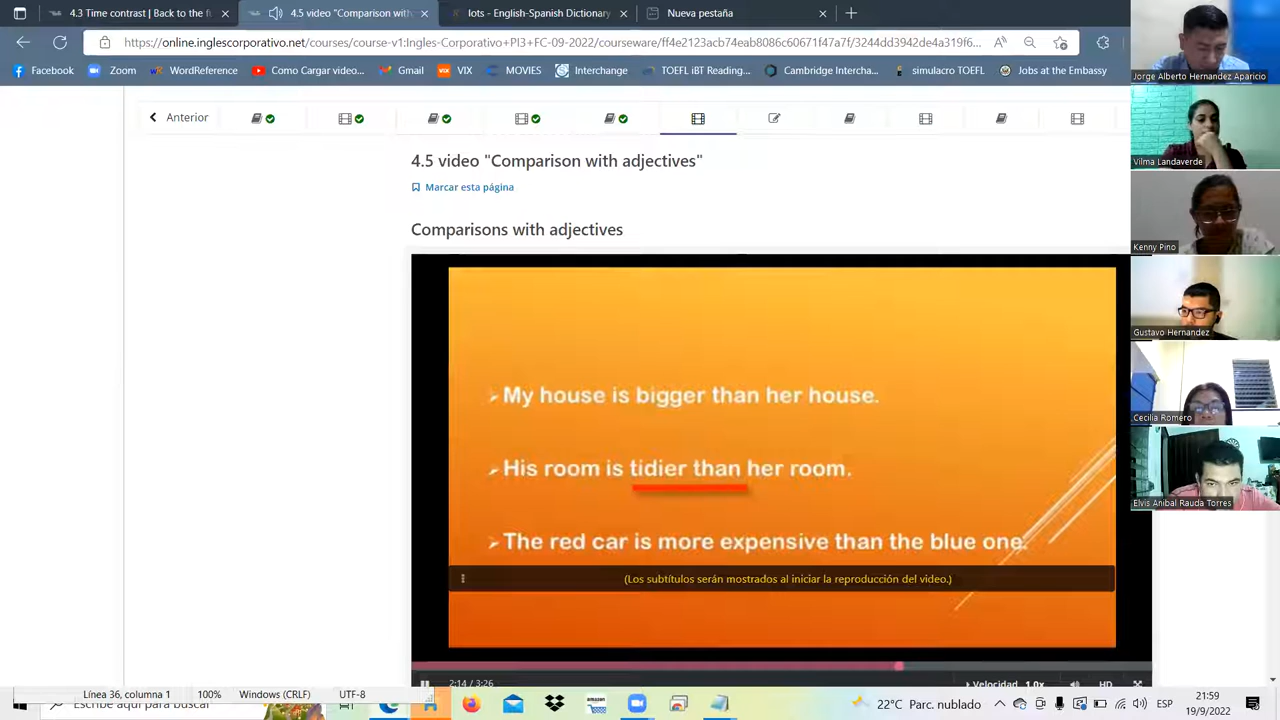 4.3 Time contrast | Back to the f
4.5 video "Comparison with
lots - English-Spanish Dictionary
Nueva pestaña
https://online.inglescorporativo.net/courses/course-v1:Ingles-Corporativo+PI3+FC-09-2022/courseware/ff4e2123acb74eab8086c60671f47a7f/3244dd3942de4a319f6...
Facebook
Zoom
WordReference
Como Cargar video...
Gmail
VIX
MOVIES
Interchange
TOEFL iBT Reading...
Cambridge Intercha...
simulacro TOEFL
Jobs at the Embassy
Anterior
4.5 video "Comparison with adjectives"
Marcar esta página
Comparisons with adjectives
My house is bigger than her house.
His room is tidier than her room.
The red car is more expensive than the blue one.
(Los subtítulos serán mostrados al iniciar la reproducción del video.)
2:14 / 3:26
Velocidad 1.0x
HD
Línea 36, columna 1
100%
Windows (CRLF)
UTF-8
Escribe aquí para buscar
amazon
22°C Parc. nublado
ESP
21:59
19/9/2022
Jorge Alberto Hernandez Aparicio
Vilma Landaverde
Kenny Pino
Gustavo Hernandez
Cecilia Romero
Elvis Anibal Rauda Torres